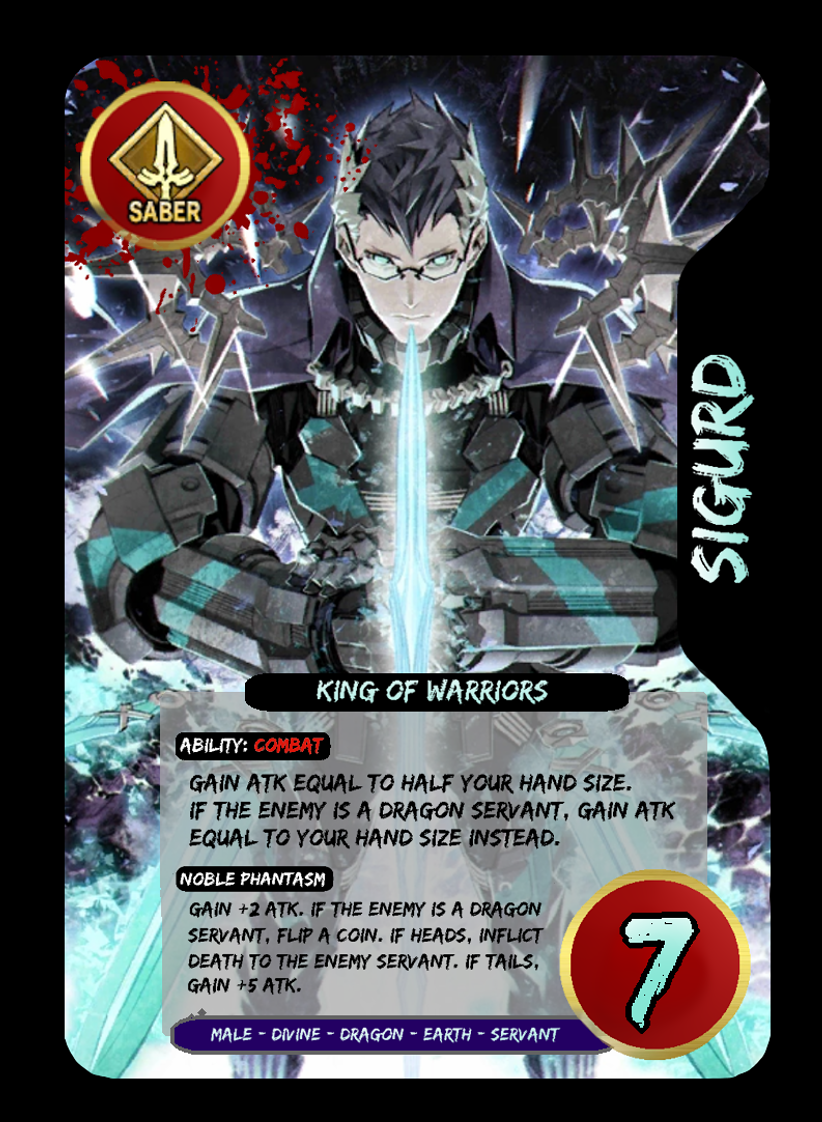 SABER
SIGURD
KING OF WARRIORS
ABILITY: COMBAT
GAIN ATK EQUAL TO HALF YOUR HAND SIZE.
IF THE ENEMY IS A DRAGON SERVANT, GAIN ATK
EQUAL TO YOUR HAND SIZE INSTEAD.
NOBLE PHANTASM
GAIN +2 ATK. IF THE ENEMY IS A DRAGON
SERVANT, FLIP A COIN. IF HEADS, INFLICT
DEATH TO THE ENEMY SERVANT. IF TAILS,
GAIN +5 ATK.
7
MALE - DIVINE - DRAGON - EARTH - SERVANT